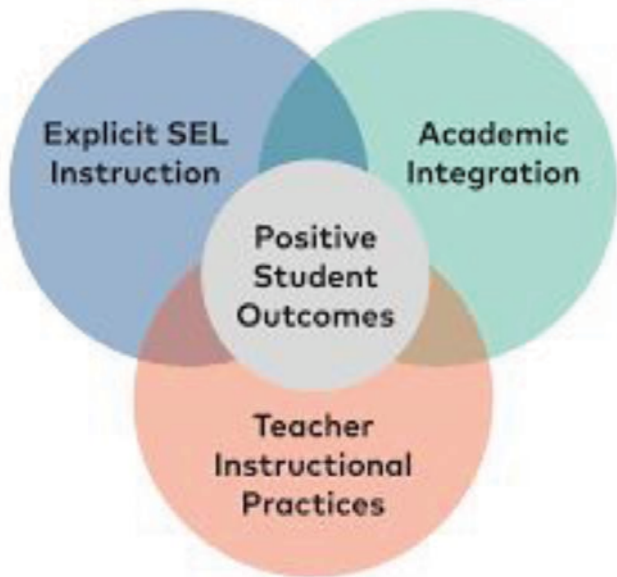 Explicit SEL
Instruction
Academic
Integration
Positive
Student
Outcomes
Teacher
Instructional
Practices